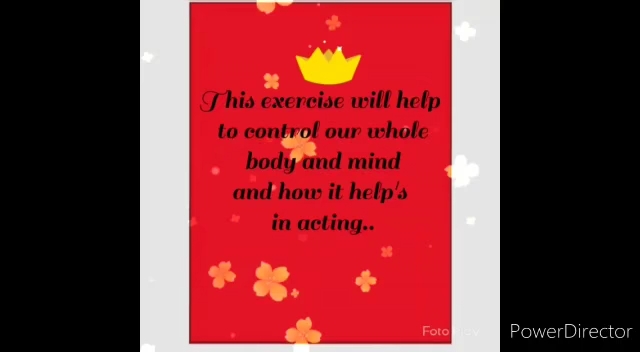 This exercise will help
to control our whole
body and mind
and how it help's
in acting..
PowerDirector